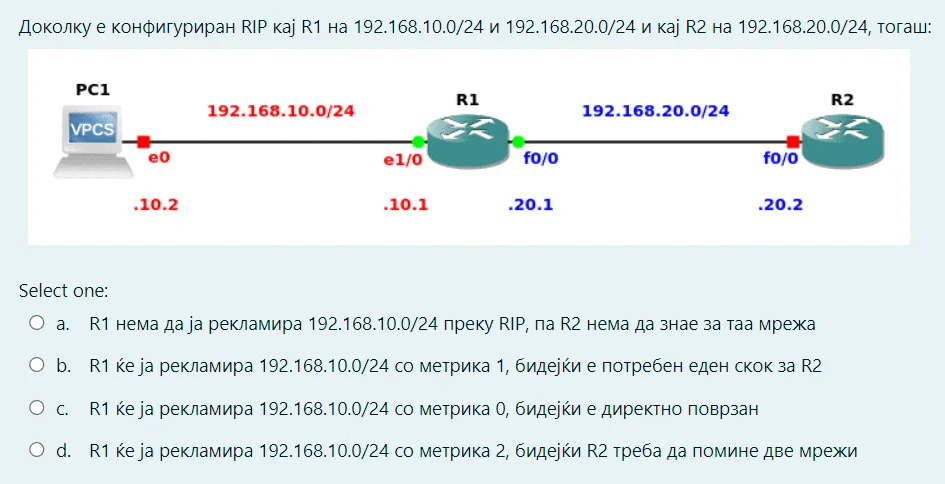 Доколку е конфигуриран RIP кај R1 на 192.168.10.0/24 и 192.168.20.0/24 и кај R2 на 192.168.20.0/24, тогаш:
PC1
R1
R2
192.168.10.0/24
192.168.20.0/24
VPCS
e0
e1/0
f0/0
f0/0
.10.2
.10.1
.20.1
.20.2
Select one:
a. R1 нема да ја рекламира 192.168.10.0/24 преку RIP, па R2 нема да знае за таа мрежа
b. R1 ќе ја рекламира 192.168.10.0/24 со метрика 1, бидејќи е потребен еден скок за R2
c. R1 ќе ја рекламира 192.168.10.0/24 со метрика 0, бидејќи е директно поврзан
d. R1 ќе ја рекламира 192.168.10.0/24 со метрика 2, бидејќи R2 треба да помине две мрежи